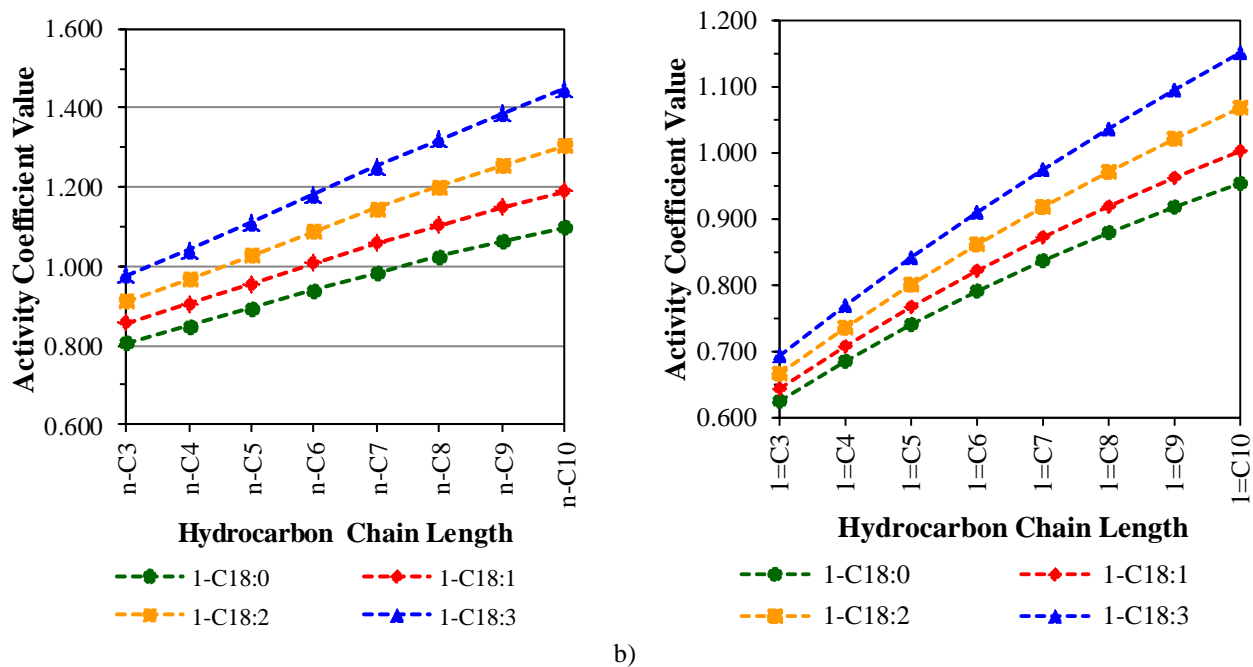 1.600
1.400
1.200
1.000
0.800
0.600
Activity Coefficient Value
n-C3
n-C4
n-C5
n-C6
n-C7
n-C8
n-C9
n-C10
Hydrocarbon Chain Length
1-C18:0
1-C18:1
1-C18:2
1-C18:3
1.200
1.100
1.000
0.900
0.800
0.700
0.600
Activity Coefficient Value
1=C3
1=C4
1=C5
1=C6
1=C7
1=C8
1=C9
1=C10
Hydrocarbon Chain Length
1-C18:0
1-C18:1
1-C18:2
1-C18:3
b)